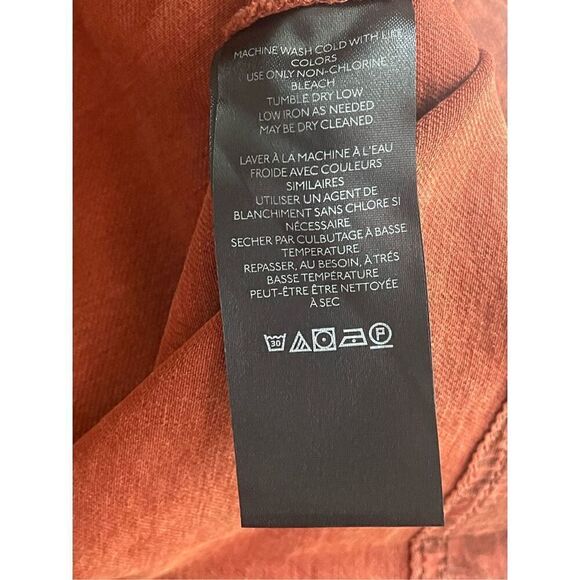 MACHINE WASH COLD WITH LIFE
COLORS
USE ONLY NON-CHLORINE
BLEACH
TUMBLE DRY LOW
LOW IRON AS NEEDED
MAY BE DRY CLEANED
LAVER À LA MACHINE À L'EAU
FROIDE AVEC COULEURS
SIMILAIRES
UTILISER UN AGENT DE
BLANCHIMENT SANS CHLORE SI
NÉCESSAIRE
SECHER PAR CULBUTAGE À BASSE
TEMPERATURE
REPASSER, AU BESOIN, À TRÉS
BASSE TEMPÉRATURE
PEUT-ÊTRE ÊTRE NETTOYÉE
À SEC
30 P